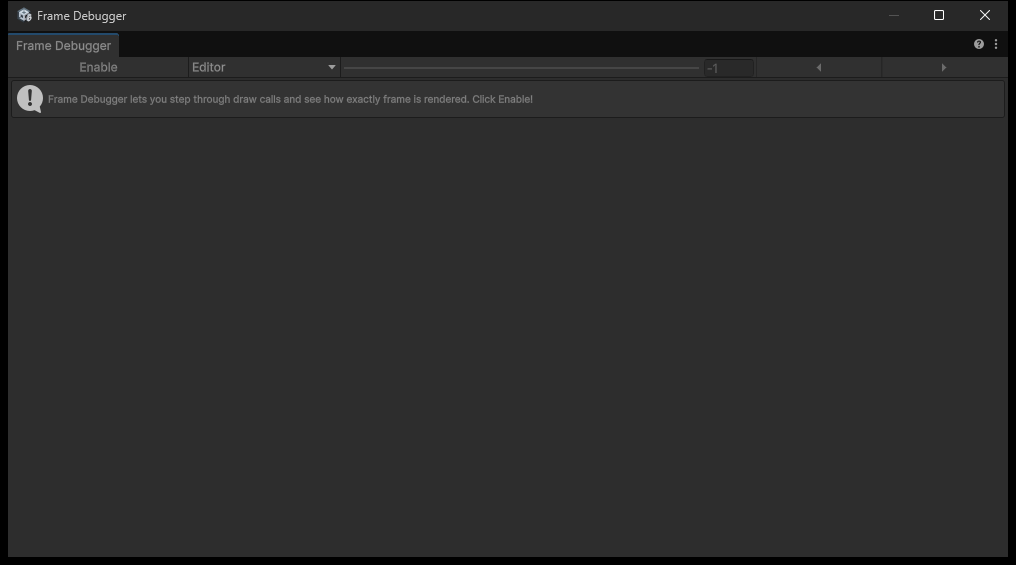 Frame Debugger
Frame Debugger
Enable Editor -1
Frame Debugger lets you step through draw calls and see how exactly frame is rendered. Click Enable!